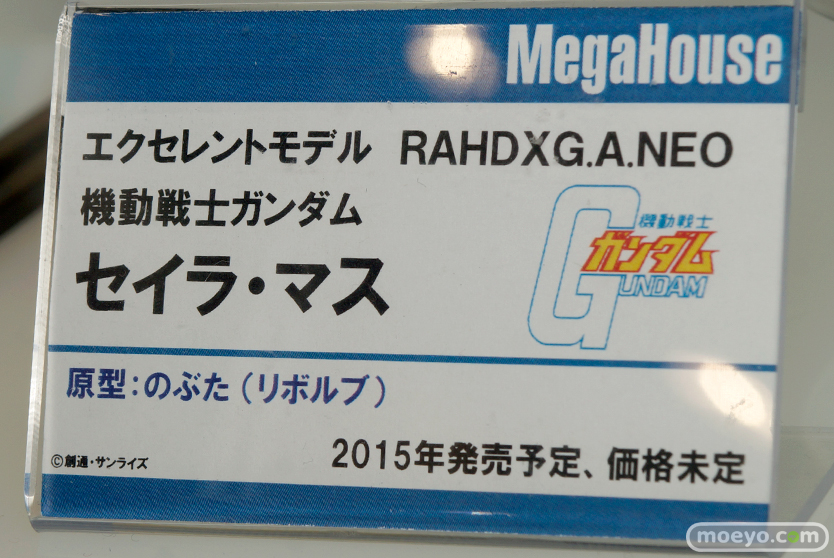 MegaHouse
エクセレントモデル RAHDXG.A.NEO
機動戦士ガンダム
セイラ・マス
機動戦士
ガンダム
GUNDAM
原型：のぶた（リボルブ）
©創通・サンライズ
2015年発売予定、価格未定
moeyo.com